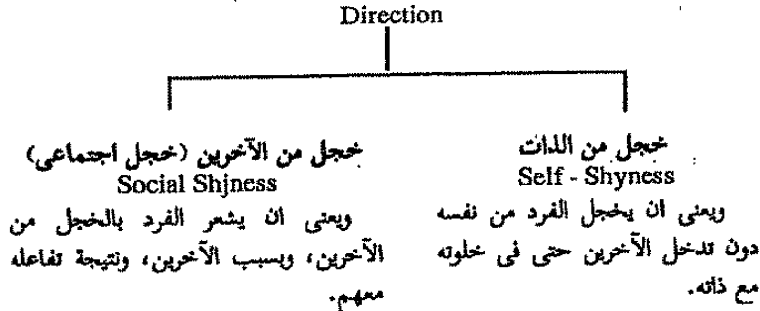 Direction
خجل من الذات
Self - Shyness
ويعنى ان يخجل الفرد من نفسه
دون تدخل الآخرين حتى فى خلوته
مع ذاته.
خجل من الآخرين (خجل اجتماعى)
Social Shjness
ويعنى ان يشعر الفرد بالخجل من
الآخرين، وبسبب الآخرين، ونتيجة تفاعله
معهم.